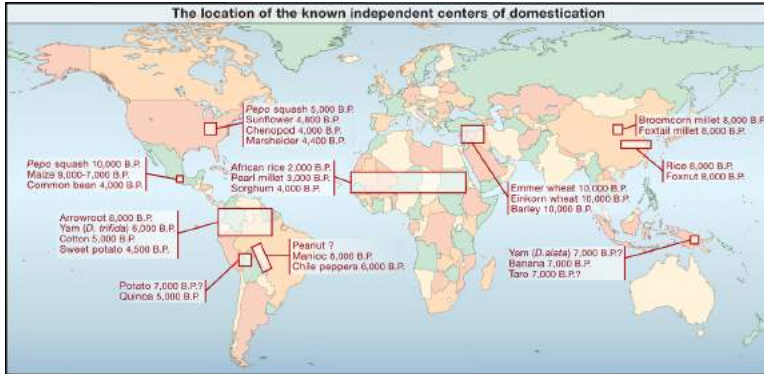 The location of the known independent centers of domestication
Pepo squash 5,000 B.P.
Sunflower 4,800 B.P.
Chenopod 4,000 B.P.
Marshelder 4,400 B.P.
Broomcorn millet 8,000 B.P.
Foxtail millet 8,000 B.P.
Pepo squash 10,000 B.P.
Maize 9,000-7,000 B.P.
Common bean 4,000 B.P.
African rice 2,000 B.P.
Pearl millet 3,000 B.P.
Sorghum 4,000 B.P.
Rice 8,000 B.P.
Foxnut 8,000 B.P.
Emmer wheat 10,000 B.P.
Einkorn wheat 10,000 B.P.
Barley 10,000 B.P.
Arrowroot 8,000 B.P.
Yam (D. trifida) 6,000 B.P.
Cotton 5,000 B.P.
Sweet potato 4,500 B.P.
Peanut ?
Manioc 8,000 B.P.
Chile peppers 6,000 B.P.
Yam (D.alata) 7,000 B.P.?
Banana 7,000 B.P.
Taro 7,000 B.P.?
Potato 7,000 B.P.?
Quinoa 5,000 B.P.